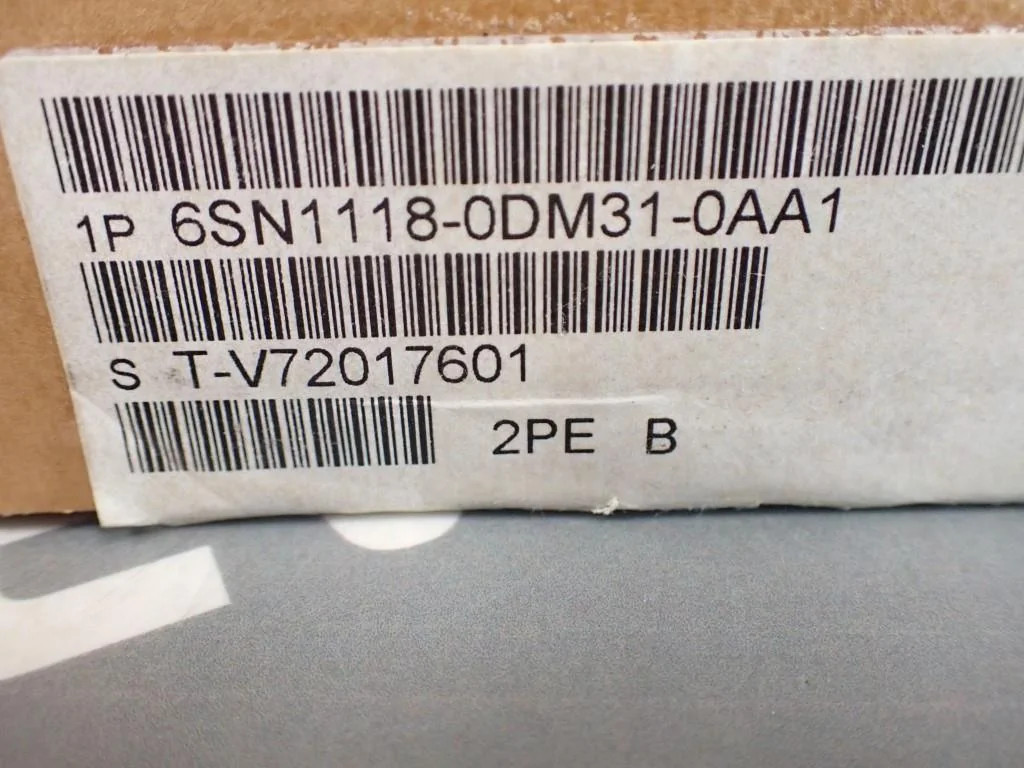 1P 6SN1118-0DM31-0AA1
S T-V72017601
2PE B